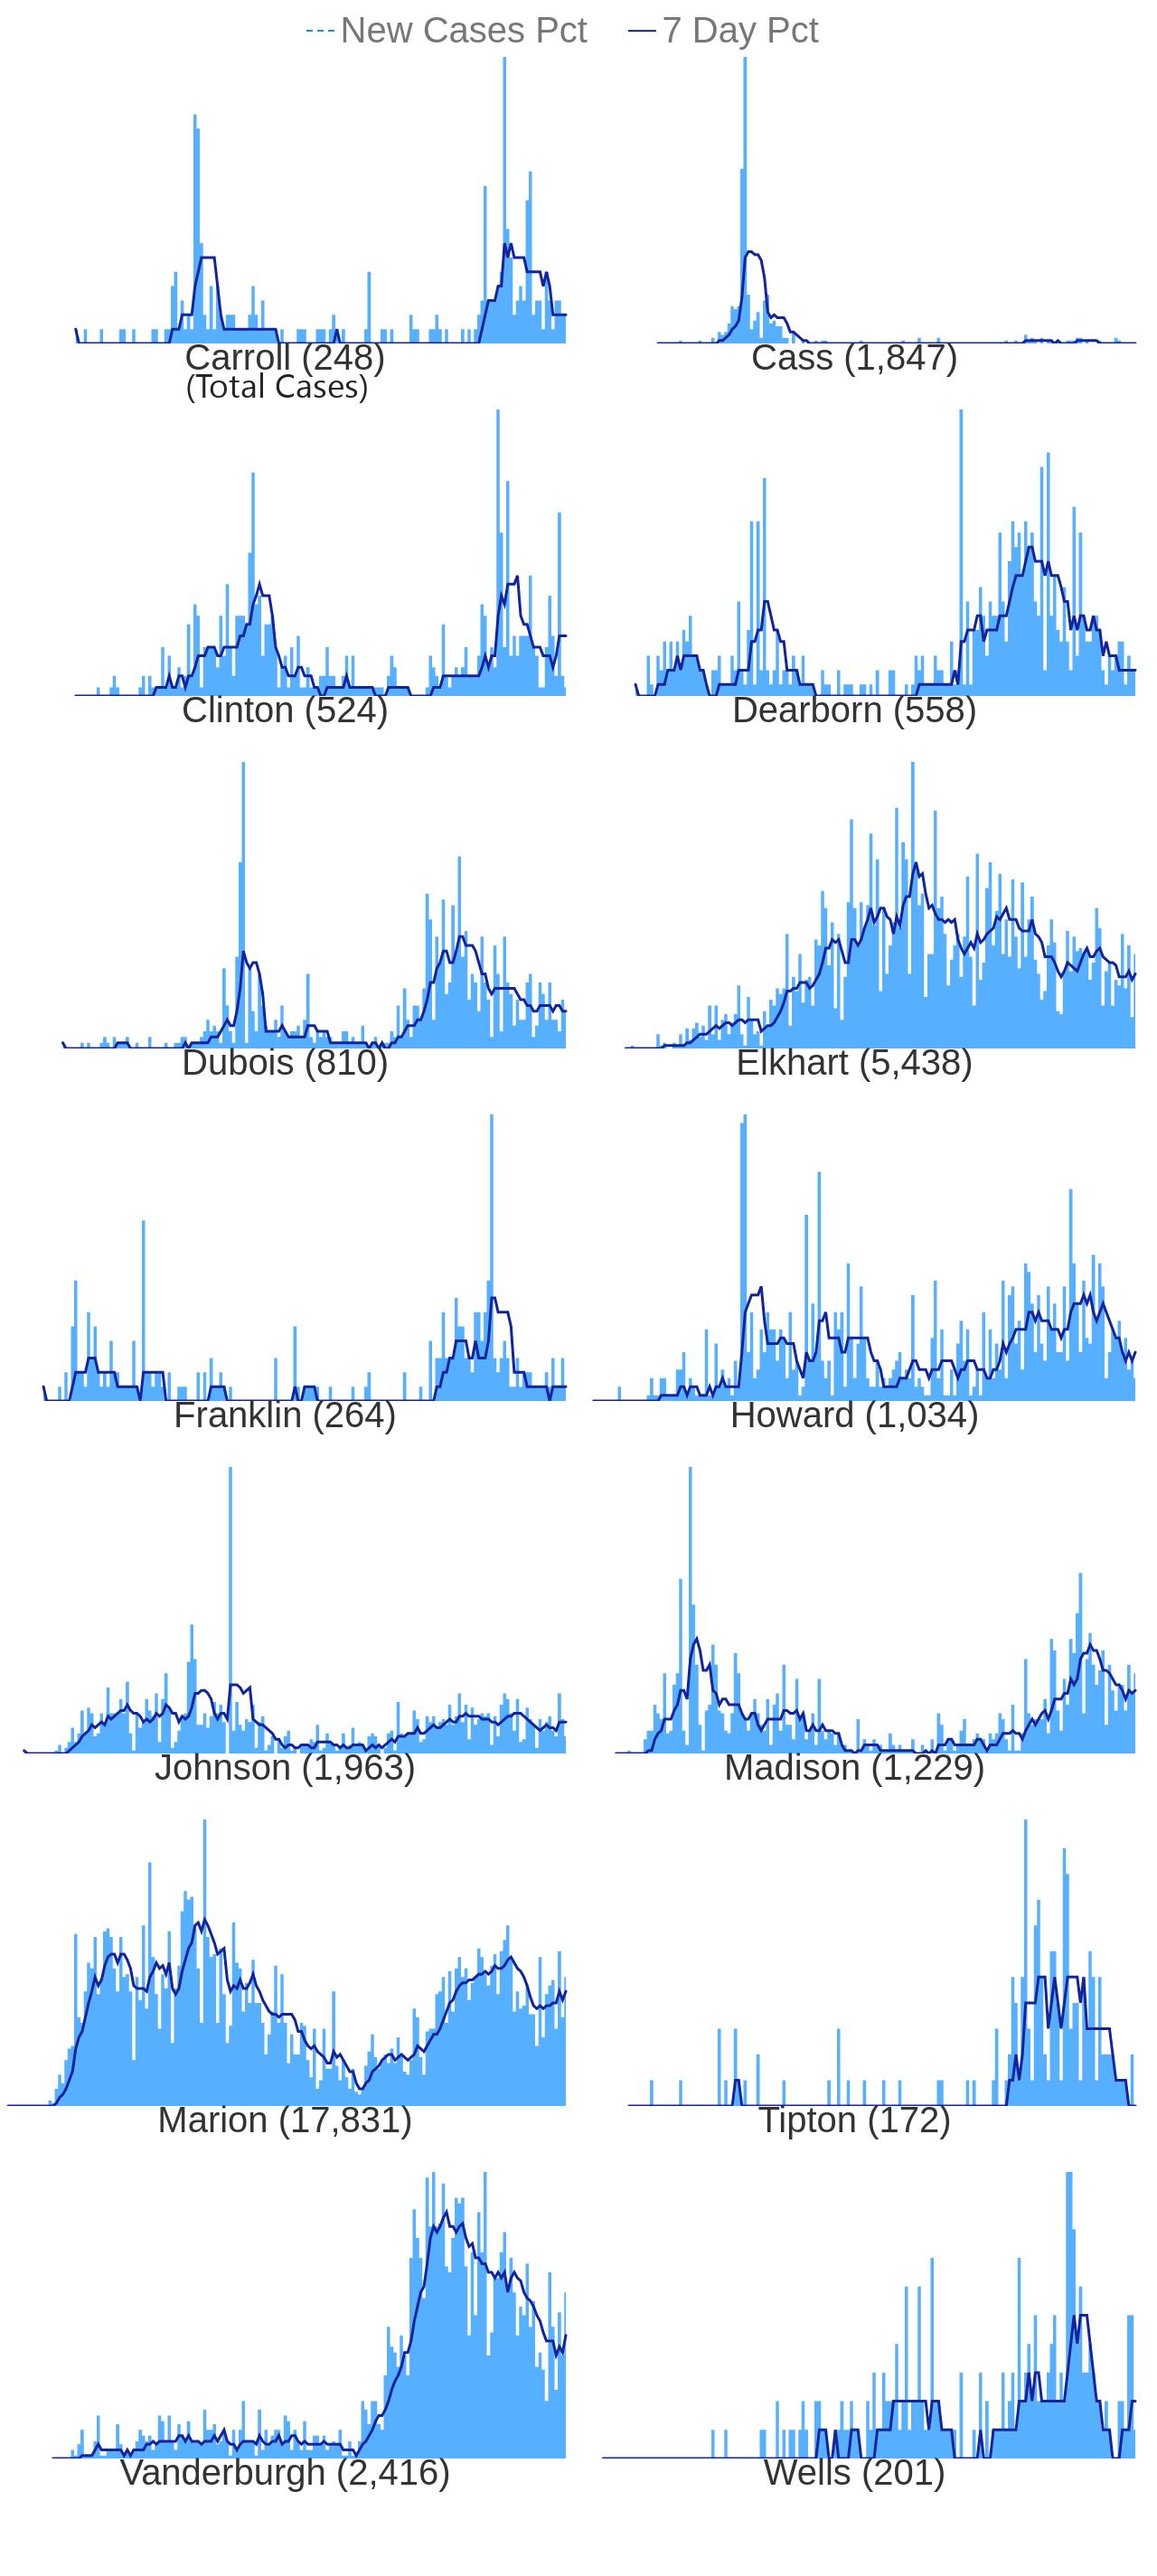 New Cases Pct 7 Day Pct
Carroll (248) Cass (1,847)
(Total Cases)
Clinton (524) Dearborn (558)
Dubois (810) Elkhart (5,438)
Franklin (264) Howard (1,034)
Johnson (1,963) Madison (1,229)
Marion (17,831) Tipton (172)
Vanderburgh (2,416) Wells (201)